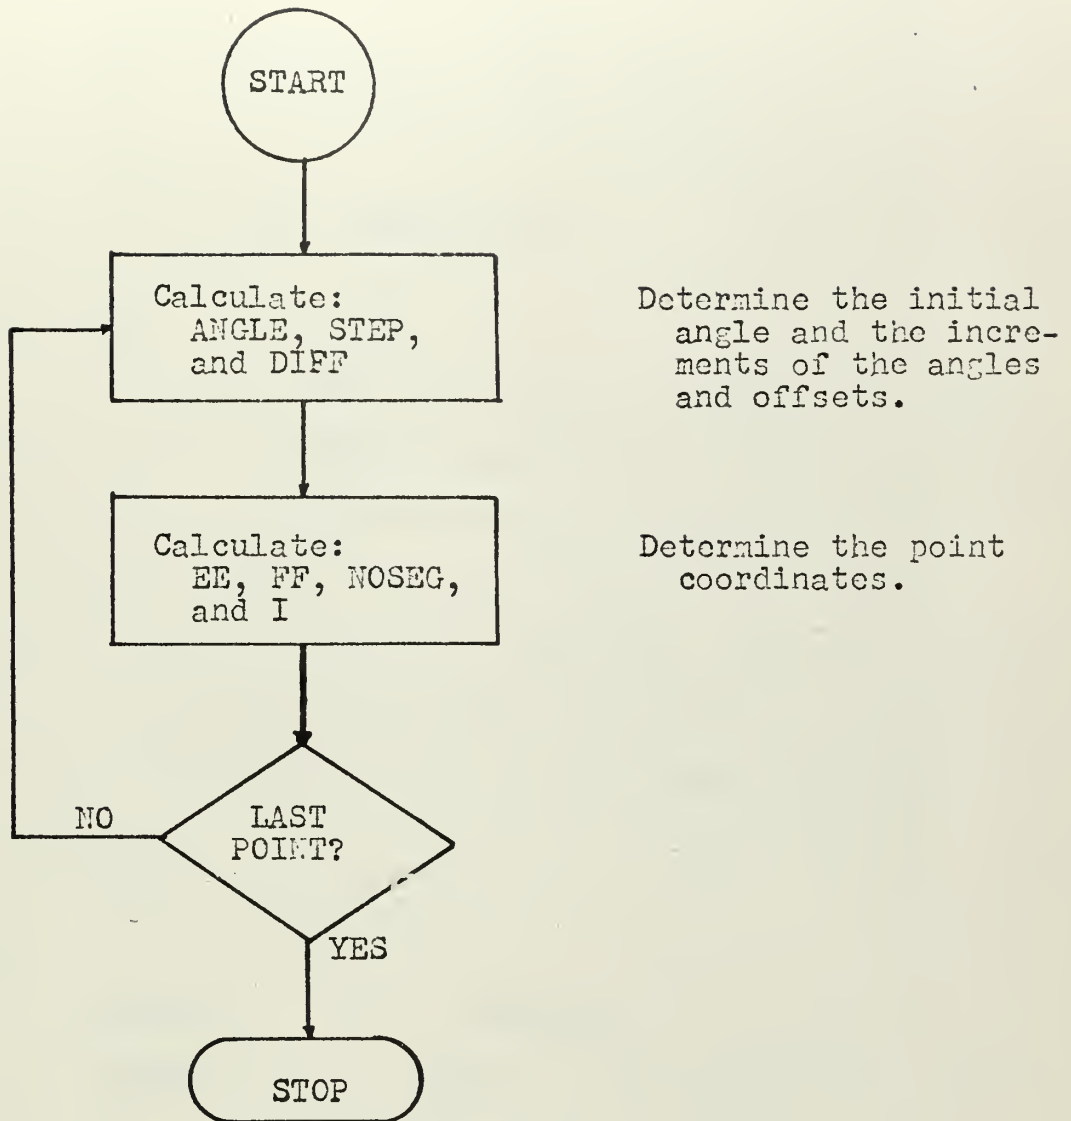 START
Calculate:
ANGLE, STEP,
and DIFF
Determine the initial
angle and the incre-
ments of the angles
and offsets.
Calculate:
EE, FF, NOSEG,
and I
Determine the point
coordinates.
NO
LAST
POINT?
YES
STOP